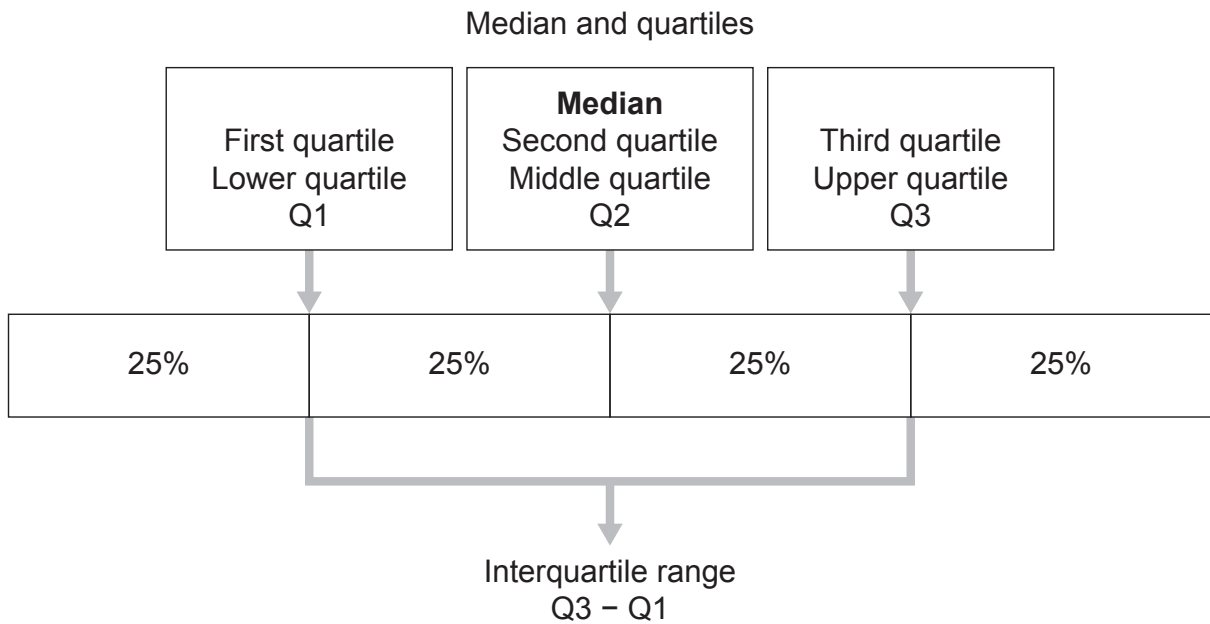 Median and quartiles
First quartile
Lower quartile
Q1
Median
Second quartile
Middle quartile
Q2
Third quartile
Upper quartile
Q3
25%
25%
25%
25%
Interquartile range
Q3 − Q1